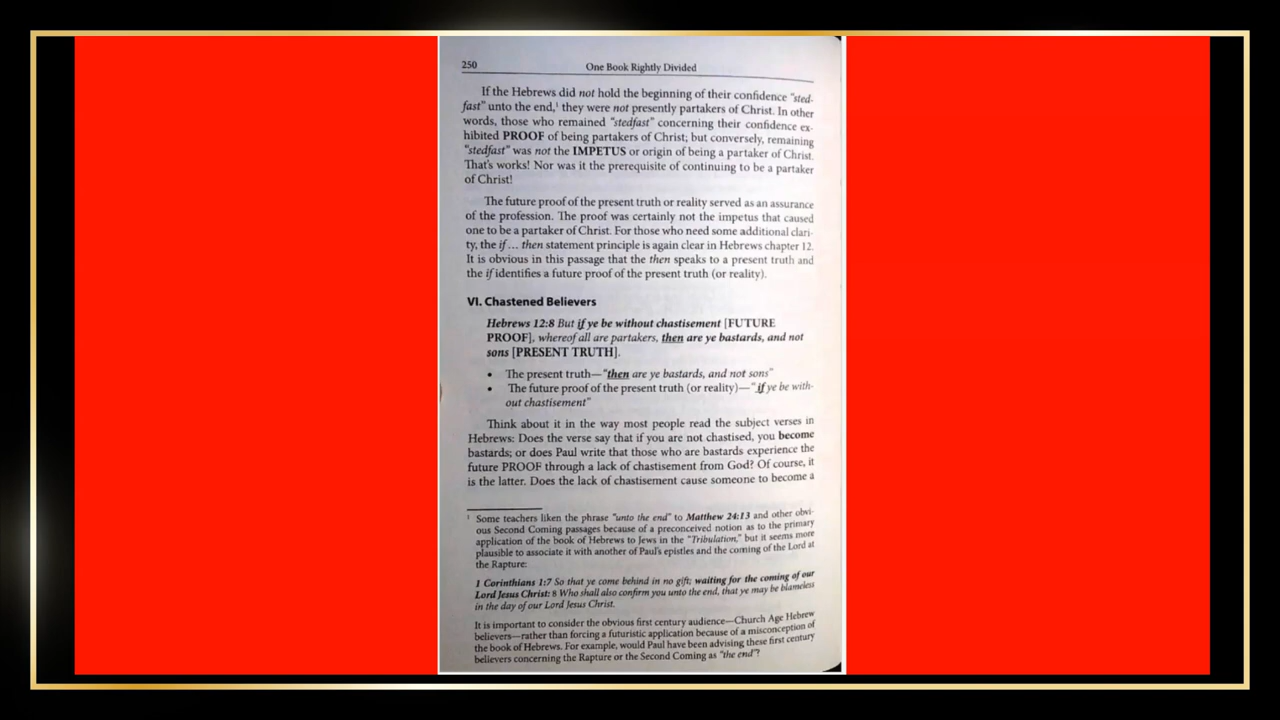 250
One Book Rightly Divided
If the Hebrews did not hold the beginning of their confidence "sted-
fast" unto the end,¹ they were not presently partakers of Christ. In other
words, those who remained "stedfast" concerning their confidence ex-
hibited PROOF of being partakers of Christ; but conversely, remaining
"stedfast" was not the IMPETUS or origin of being a partaker of Christ.
That's works! Nor was it the prerequisite of continuing to be a partaker
of Christ!
The future proof of the present truth or reality served as an assurance
of the profession. The proof was certainly not the impetus that caused
one to be a partaker of Christ. For those who need some additional clari-
ty, the if… then statement principle is again clear in Hebrews chapter 12.
It is obvious in this passage that the then speaks to a present truth and
the if identifies a future proof of the present truth (or reality).
VI. Chastened Believers
Hebrews 12:8 But if ye be without chastisement [FUTURE
PROOF], whereof all are partakers, then are ye bastards, and not
sons [PRESENT TRUTH].
• The present truth—"then are ye bastards, and not sons"
• The future proof of the present truth (or reality)—"if ye be with-
out chastisement"
Think about it in the way most people read the subject verses in
Hebrews: Does the verse say that if you are not chastised, you become
bastards; or does Paul write that those who are bastards experience the
future PROOF through a lack of chastisement from God? Of course, it
is the latter. Does the lack of chastisement cause someone to become a
¹ Some teachers liken the phrase "unto the end" to Matthew 24:13 and other obvi-
ous Second Coming passages because of a preconceived notion as to the primary
application of the book of Hebrews to Jews in the "Tribulation," but it seems more
plausible to associate it with another of Paul's epistles and the coming of the Lord at
the Rapture:
1 Corinthians 1:7 So that ye come behind in no gift; waiting for the coming of our
Lord Jesus Christ: 8 Who shall also confirm you unto the end, that ye may be blameless
in the day of our Lord Jesus Christ.
It is important to consider the obvious first century audience—Church Age Hebrew
believers—rather than forcing a futuristic application because of a misconception of
the book of Hebrews. For example, would Paul have been advising these first century
believers concerning the Rapture or the Second Coming as "the end"?